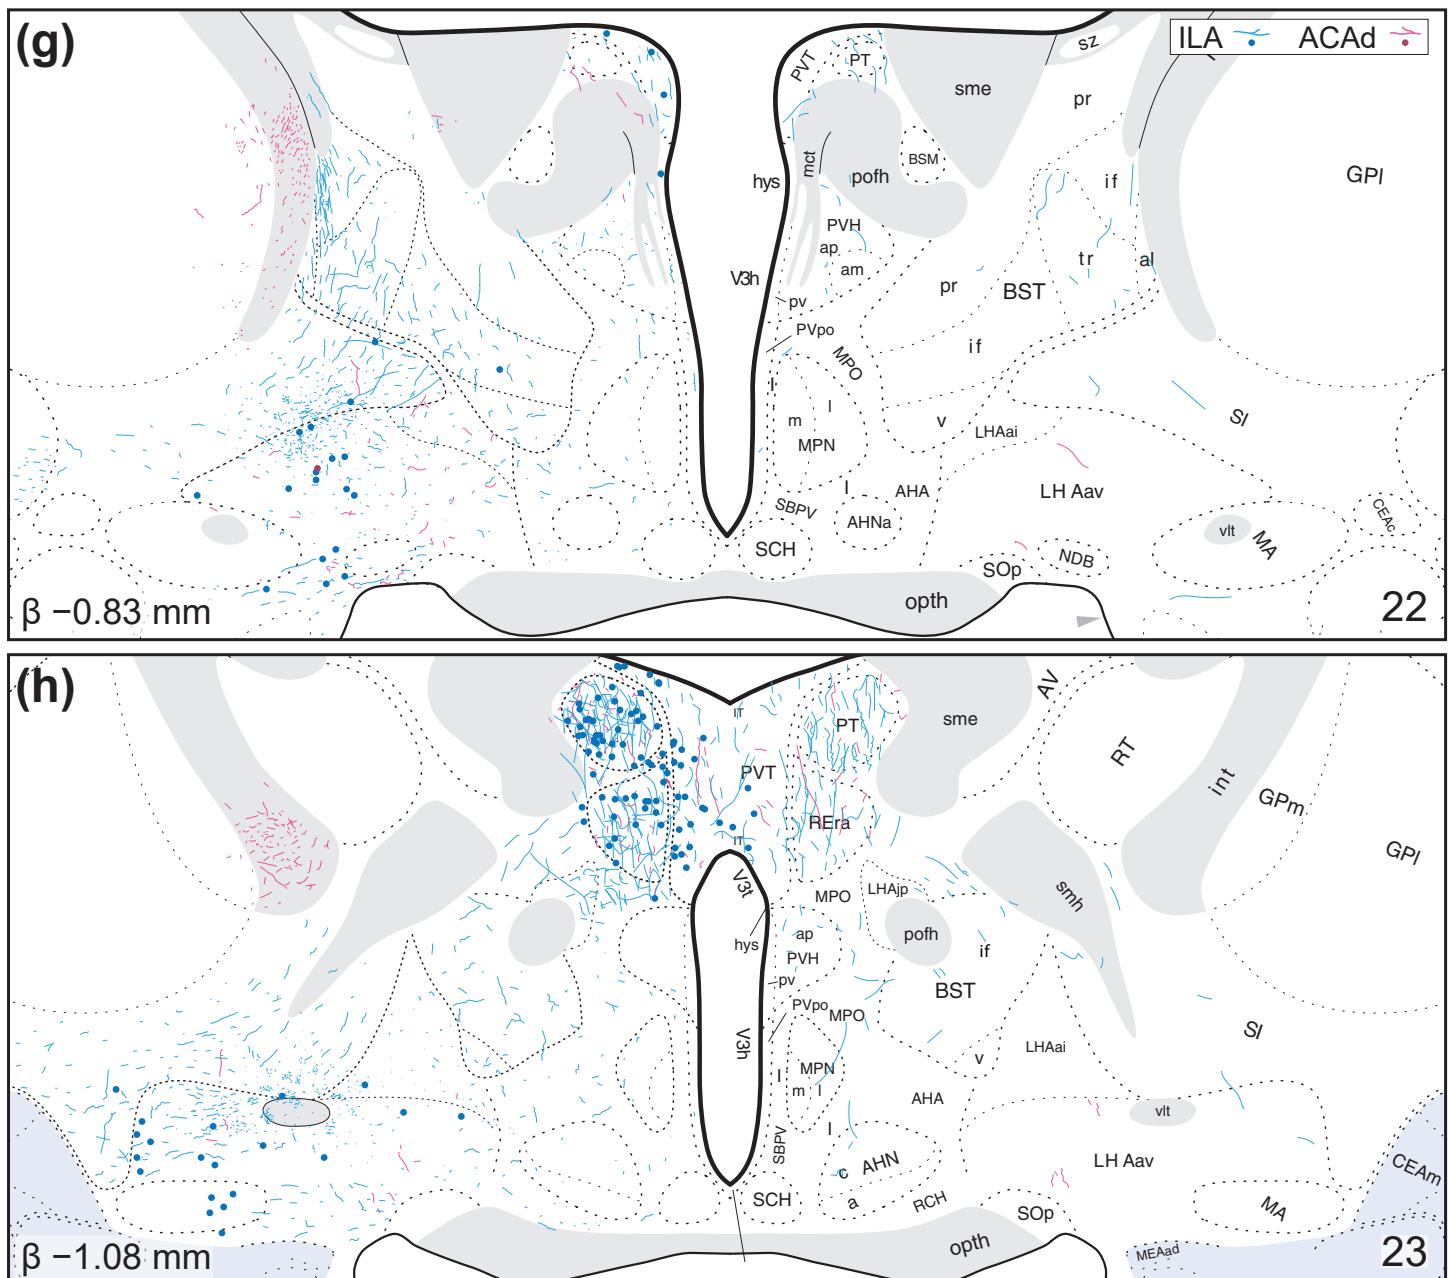 (g)
ILA ACAd
sz
PVT
PT
sme
pr
mct
BSM
hys
pofh
if
GPl
PVH
ap
am
tr
al
V3h
pr
BST
pv
PVpo
MPO
if
l
l
m
v
SI
MPN
LHAai
l
AHA
LH Aav
SBPV
AHNa
CEAc
vlt
MA
SCH
SOp
NDB
opth
β −0.83 mm
22
(h)
AV
IT
PT
sme
RT
PVT
int
GPm
REra
IT
GPl
V3t
LHAjp
MPO
smh
hys
ap
pofh
if
PVH
pv
BST
PVpo
MPO
SI
V3h
v
LHAai
MPN
l
m
l
AHA
vlt
SBPV
l
AHN
c
LH Aav
CEAm
SCH
a
RCH
SOp
MA
opth
MEAad
β −1.08 mm
23